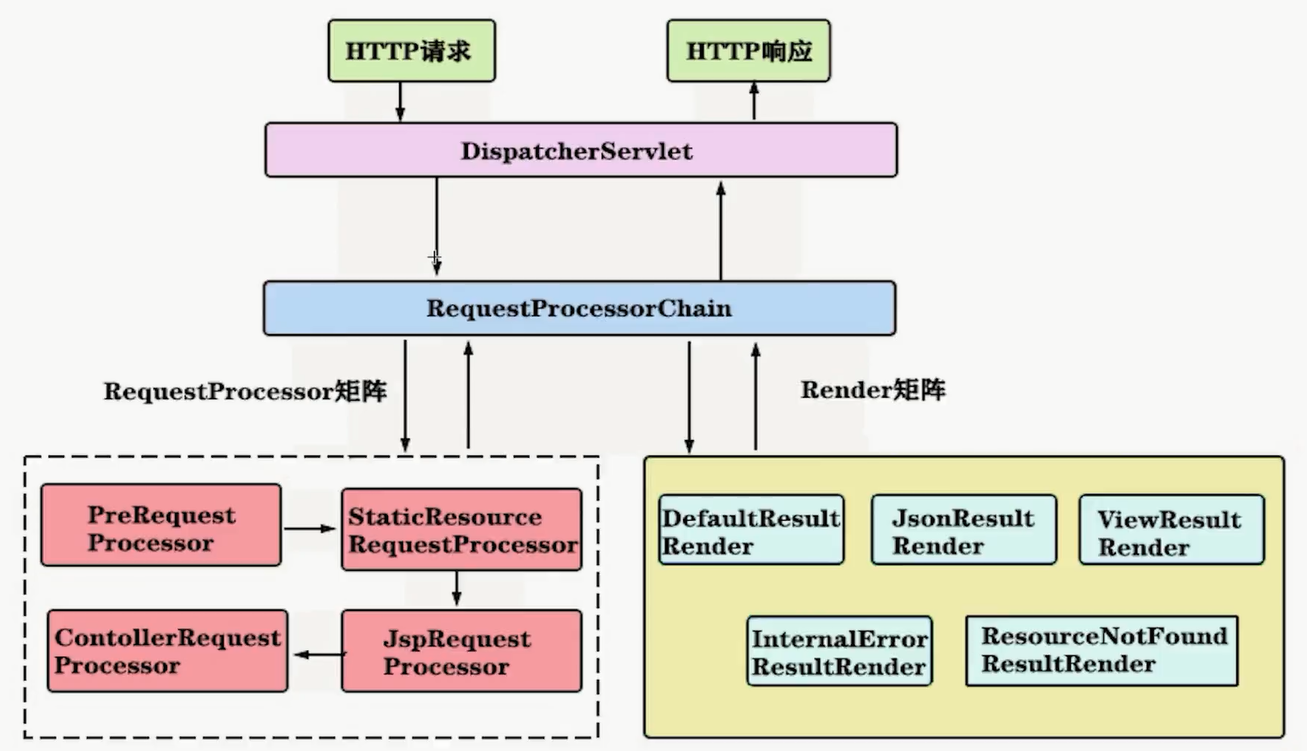 HTTP请求
HTTP响应
DispatcherServlet
RequestProcessorChain
RequestProcessor矩阵
Render矩阵
PreRequest
Processor
StaticResource
RequestProcessor
ContollerRequest
Processor
JspRequest
Processor
DefaultResult
Render
JsonResult
Render
ViewResult
Render
InternalError
ResultRender
ResourceNotFound
ResultRender